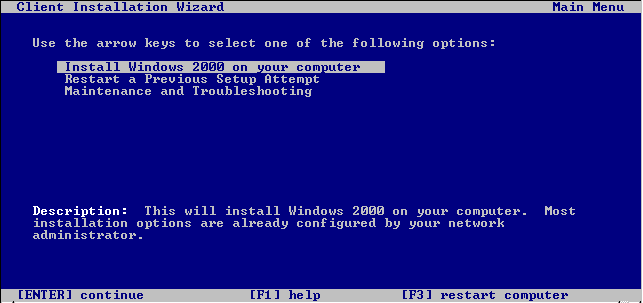 Client Installation Wizard Main Menu
Use the arrow keys to select one of the following options:
Install Windows 2000 on your computer
Restart a Previous Setup Attempt
Maintenance and Troubleshooting
Description: This will install Windows 2000 on your computer. Most
installation options are already configured by your network
administrator.
[ENTER] continue [F1] help [F3] restart computer